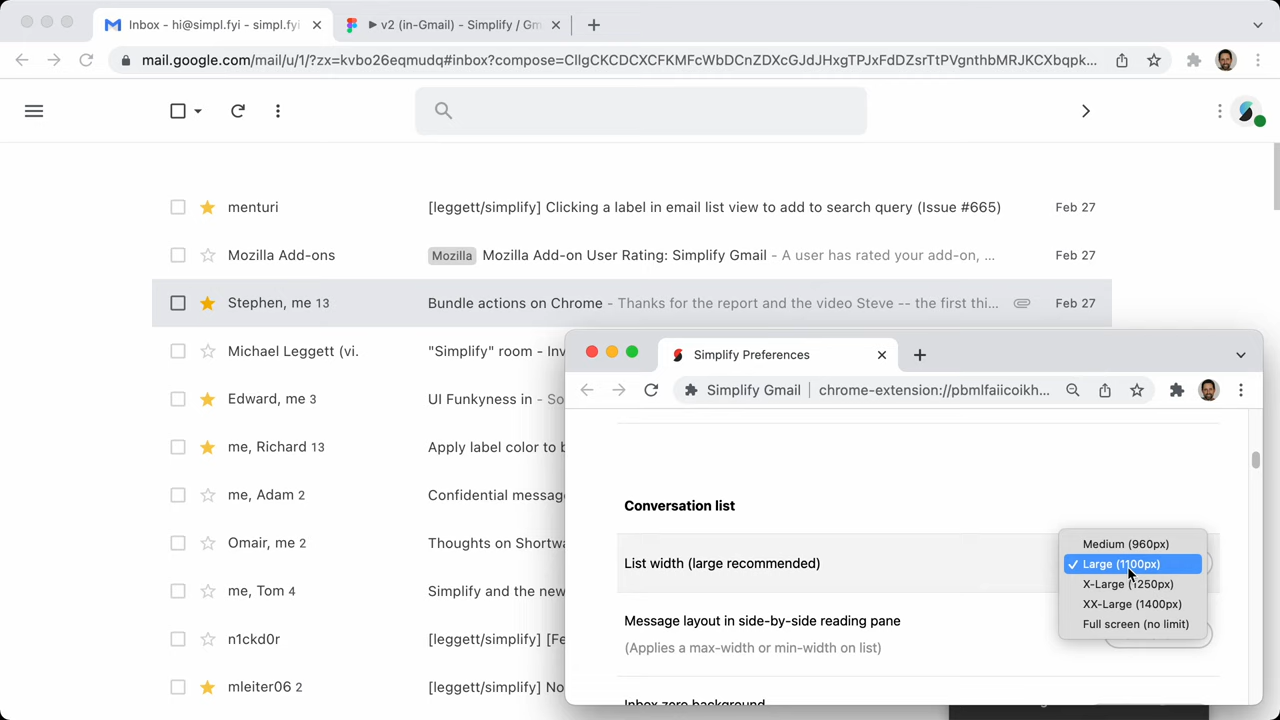 Inbox - hi@simpl.fyi - simpl.fyi
▶ v2 (in-Gmail) - Simplify / Gm
mail.google.com/mail/u/1/?zx=kvbo26eqmudq#inbox?compose=
menturi [leggett/simplify] Clicking a label in email list view to add to search query (Issue #665) Feb 27
Mozilla Add-ons Mozilla Mozilla Add-on User Rating: Simplify Gmail - A user has rated your add-on, ... Feb 27
Stephen, me 13 Bundle actions on Chrome - Thanks for the report and the video Steve -- the first thi... Feb 27
Michael Leggett (vi. "Simplify" room - Inv
Edward, me 3 UI Funkyness in - So
me, Richard 13 Apply label color to b
me, Adam 2 Confidential message
Omair, me 2 Thoughts on Shortwa
me, Tom 4 Simplify and the new
n1ckd0r [leggett/simplify] [Fe
mleiter06 2 [leggett/simplify] No
Simplify Preferences
Simplify Gmail chrome-extension://pbmlfaiicoikh...
Conversation list
List width (large recommended)
Medium (960px)
✓ Large (1100px)
X-Large (1250px)
XX-Large (1400px)
Full screen (no limit)
Message layout in side-by-side reading pane
(Applies a max-width or min-width on list)
Inbox zero background